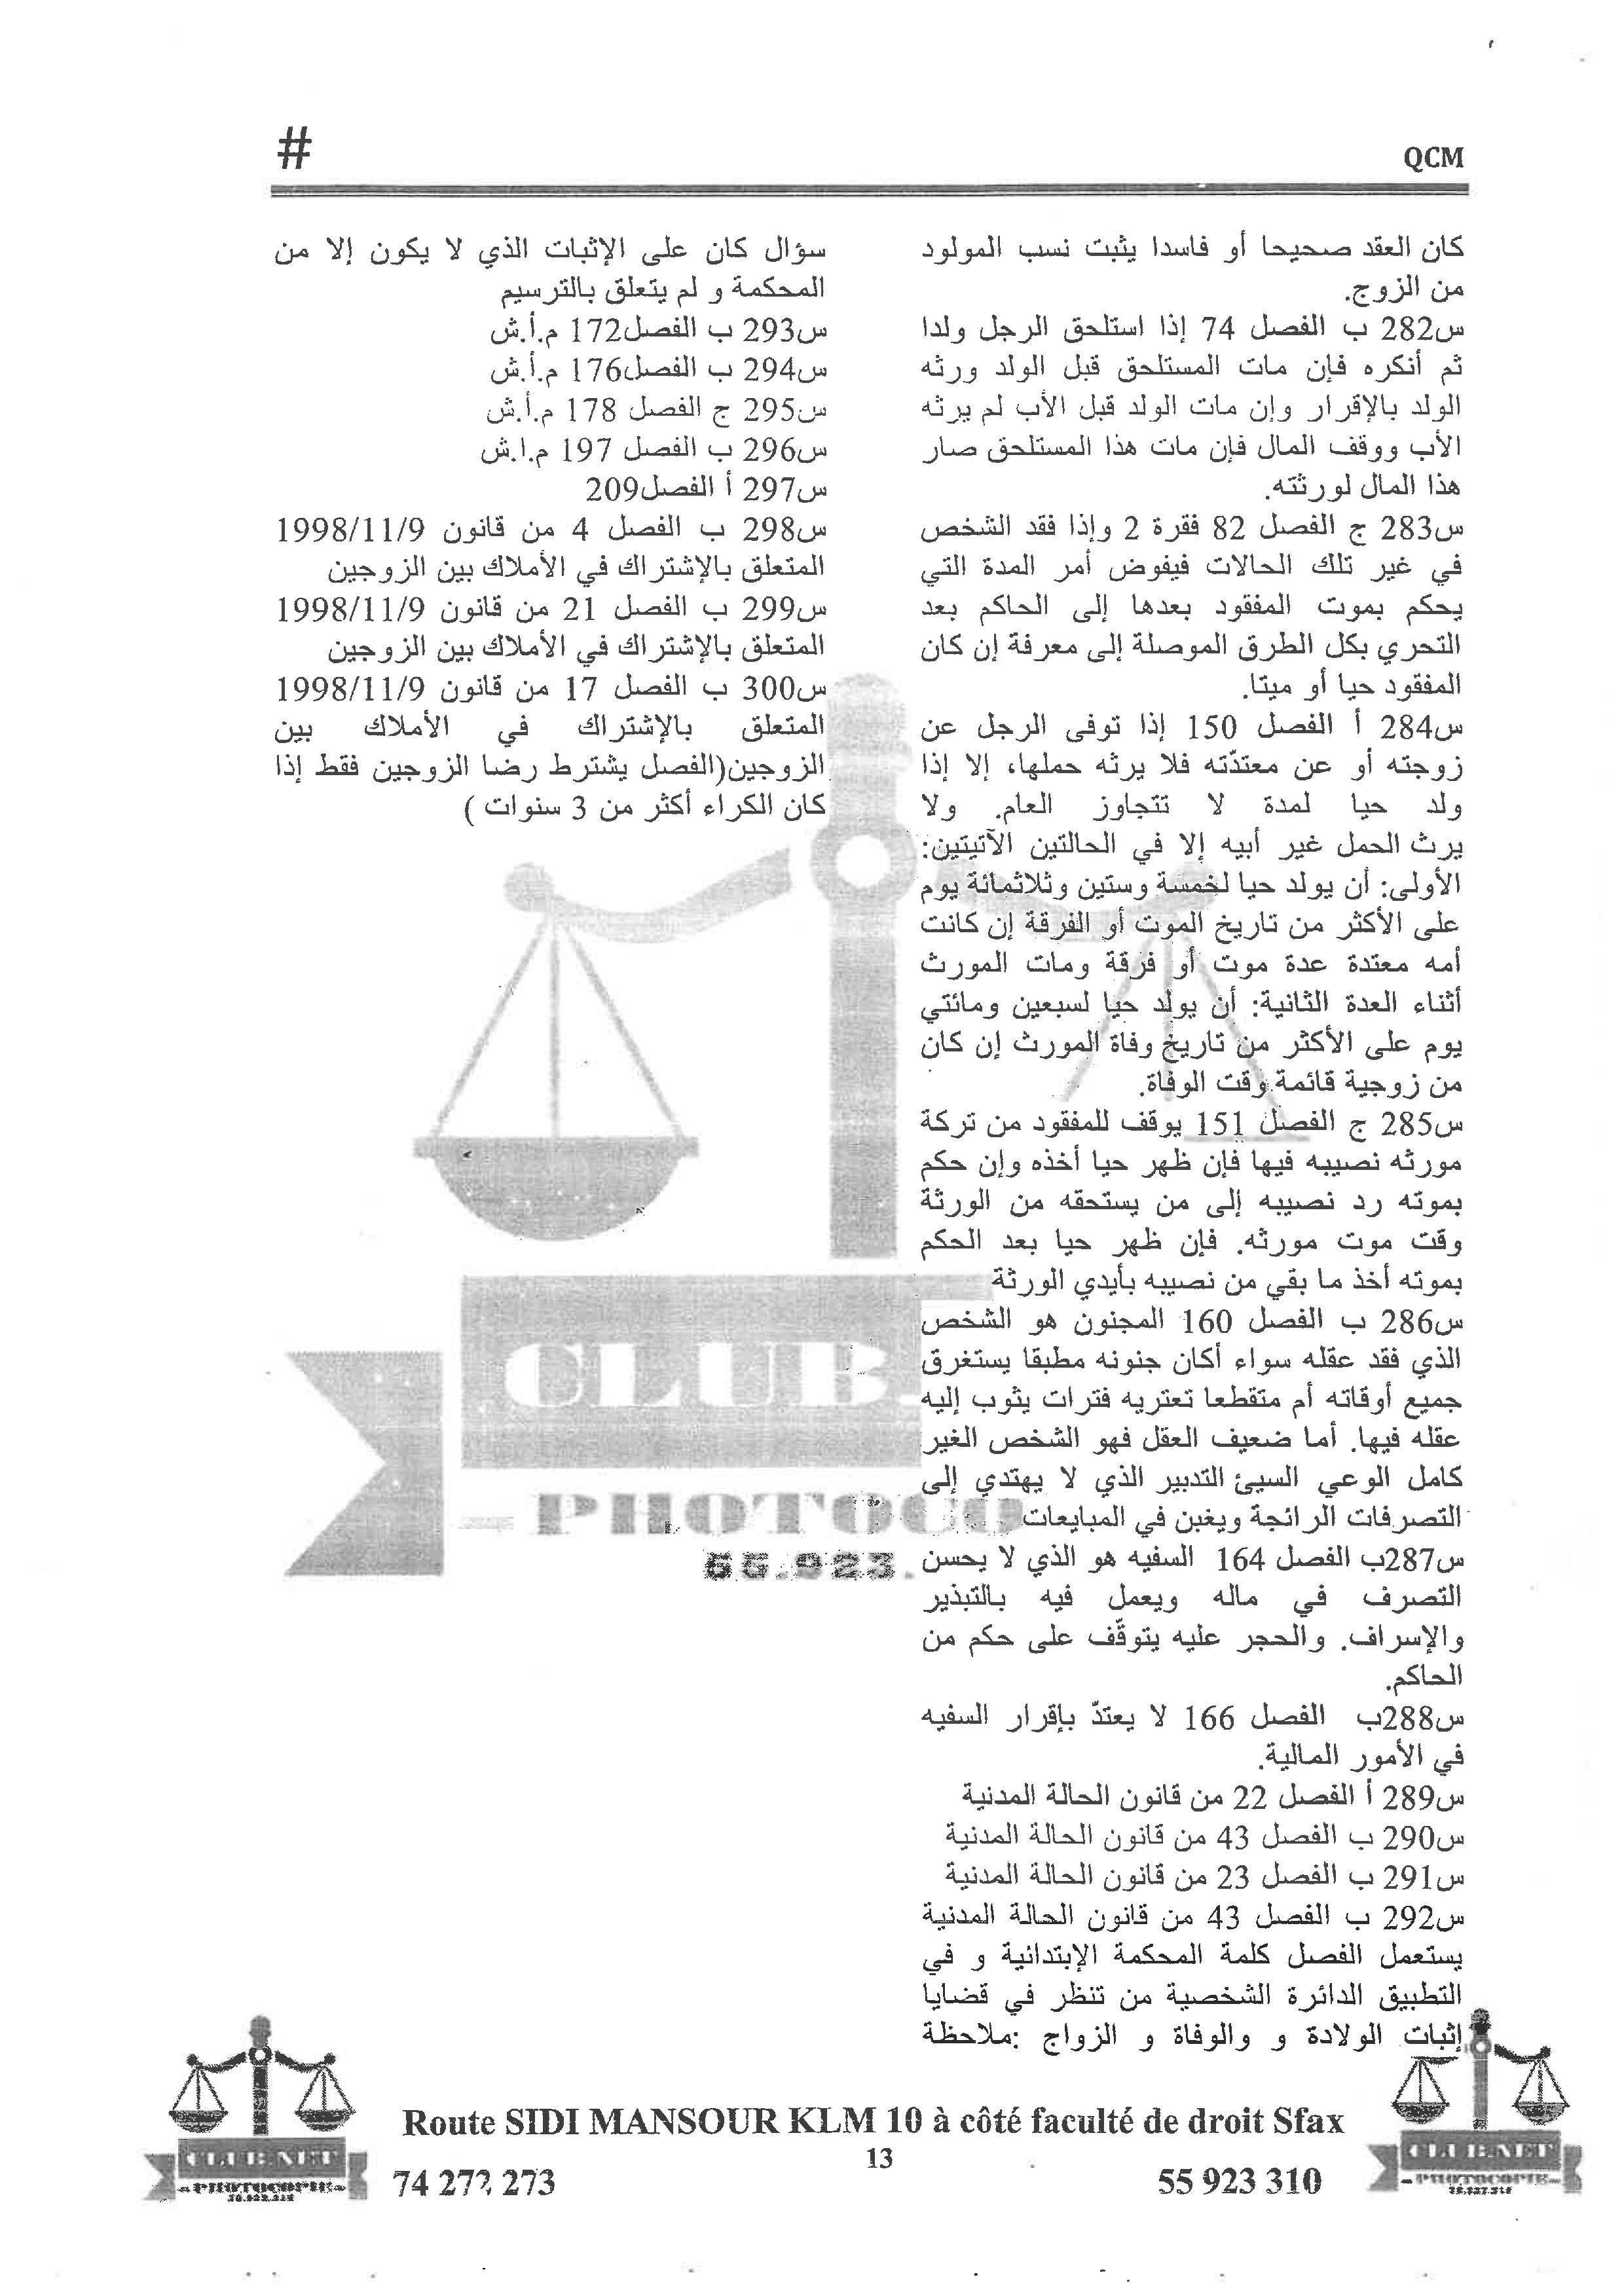 #
QCM
كان العقد صحيحا أو فاسدا يثبت نسب المولود
من الزوج.
س282 ب الفصل 74 إذا استلحق الرجل ولدا
ثم أنكره فإن مات المستلحق قبل الولد ورثه
الولد بالإقرار وإن مات الولد قبل الأب لم يرثه
الأب ووقف المال فإن مات هذا المستلحق صار
هذا المال لورثته.
س283 ج الفصل 82 فقرة 2 وإذا فقد الشخص
في غير تلك الحالات فيفوض أمر المدة التي
يحكم بموت المفقود بعدها إلى الحاكم بعد
التحري بكل الطرق الموصلة إلى معرفة إن كان
المفقود حيا أو ميتا.
س284 أ الفصل 150 إذا توفى الرجل عن
زوجته أو عن معتدّته فلا يرثه حملها، إلا إذا
ولد حيا لمدة لا تتجاوز العام. ولا
يرث الحمل غير أبيه إلا في الحالتين الآتيتين:
الأولى: أن يولد حيا لخمسة وستين وثلاثمائة يوم
على الأكثر من تاريخ الموت أو الفرقة إن كانت
أمه معتدة عدة موت أو فرقة ومات المورث
أثناء العدة الثانية: أن يولد حيا لسبعين ومائتي
يوم على الأكثر من تاريخ وفاة المورث إن كان
من زوجية قائمة وقت الوفاة.
س285 ج الفصل 151 يوقف للمفقود من تركة
مورثه نصيبه فيها فإن ظهر حيا أخذه وإن حكم
بموته رد نصيبه إلى من يستحقه من الورثة
وقت موت مورثه. فإن ظهر حيا بعد الحكم
بموته أخذ ما بقي من نصيبه بأيدي الورثة
س286 ب الفصل 160 المجنون هو الشخص
الذي فقد عقله سواء أكان جنونه مطبقا يستغرق
جميع أوقاته أم متقطعا تعتريه فترات يثوب إليه
عقله فيها. أما ضعيف العقل فهو الشخص الغير
كامل الوعي السيئ التدبير الذي لا يهتدي إلى
التصرفات الرائجة ويغبن في المبايعات
س287ب الفصل 164 السفيه هو الذي لا يحسن
التصرف في ماله ويعمل فيه بالتبذير
والإسراف. والحجر عليه يتوقّف على حكم من
الحاكم.
س288ب الفصل 166 لا يعتدّ بإقرار السفيه
في الأمور المالية.
س289 أ الفصل 22 من قانون الحالة المدنية
س290 ب الفصل 43 من قانون الحالة المدنية
س291 ب الفصل 23 من قانون الحالة المدنية
س292 ب الفصل 43 من قانون الحالة المدنية
يستعمل الفصل كلمة المحكمة الإبتدائية و في
التطبيق الدائرة الشخصية من تنظر في قضايا
إثبات الولادة و والوفاة و الزواج :ملاحظة
سؤال كان على الإثبات الذي لا يكون إلا من
المحكمة و لم يتعلق بالترسيم
س293 ب الفصل172 م.أ.ش
س294 ب الفصل176 م.أ.ش
س295 ج الفصل 178 م.أ.ش
س296 ب الفصل 197 م.ا.ش
س297 أ الفصل209
س298 ب الفصل 4 من قانون 1998/11/9
المتعلق بالإشتراك في الأملاك بين الزوجين
س299 ب الفصل 21 من قانون 1998/11/9
المتعلق بالإشتراك في الأملاك بين الزوجين
س300 ب الفصل 17 من قانون 1998/11/9
المتعلق بالإشتراك في الأملاك بين
الزوجين(الفصل يشترط رضا الزوجين فقط إذا
كان الكراء أكثر من 3 سنوات )
CLUB.
PHOTOCO
55.923.
Route SIDI MANSOUR KLM 10 à côté faculté de droit Sfax
13
74 272 273
55 923 310
CLUB.NET
PHOTOCOPIE
CLUB.NET
PHOTOCOPIE